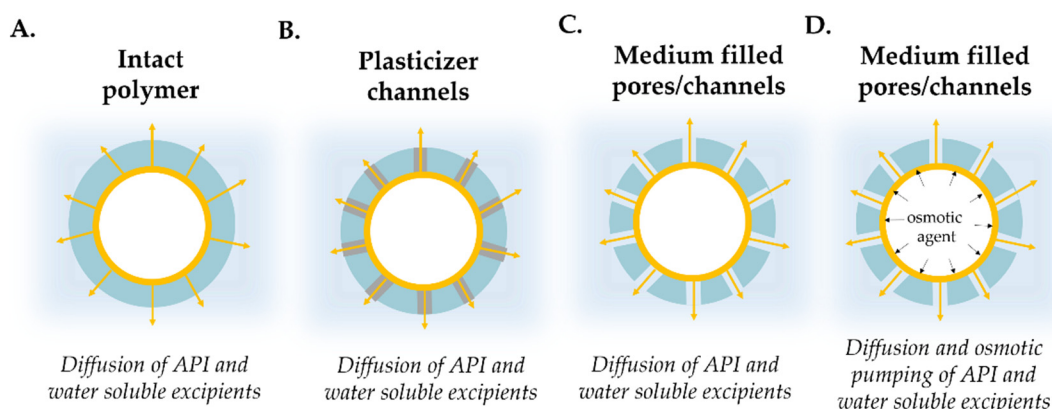 A.
Intact
polymer
Diffusion of API and
water soluble excipients
B.
Plasticizer
channels
Diffusion of API and
water soluble excipients
C.
Medium filled
pores/channels
Diffusion of API and
water soluble excipients
D.
Medium filled
pores/channels
osmotic
agent
Diffusion and osmotic
pumping of API and
water soluble excipients